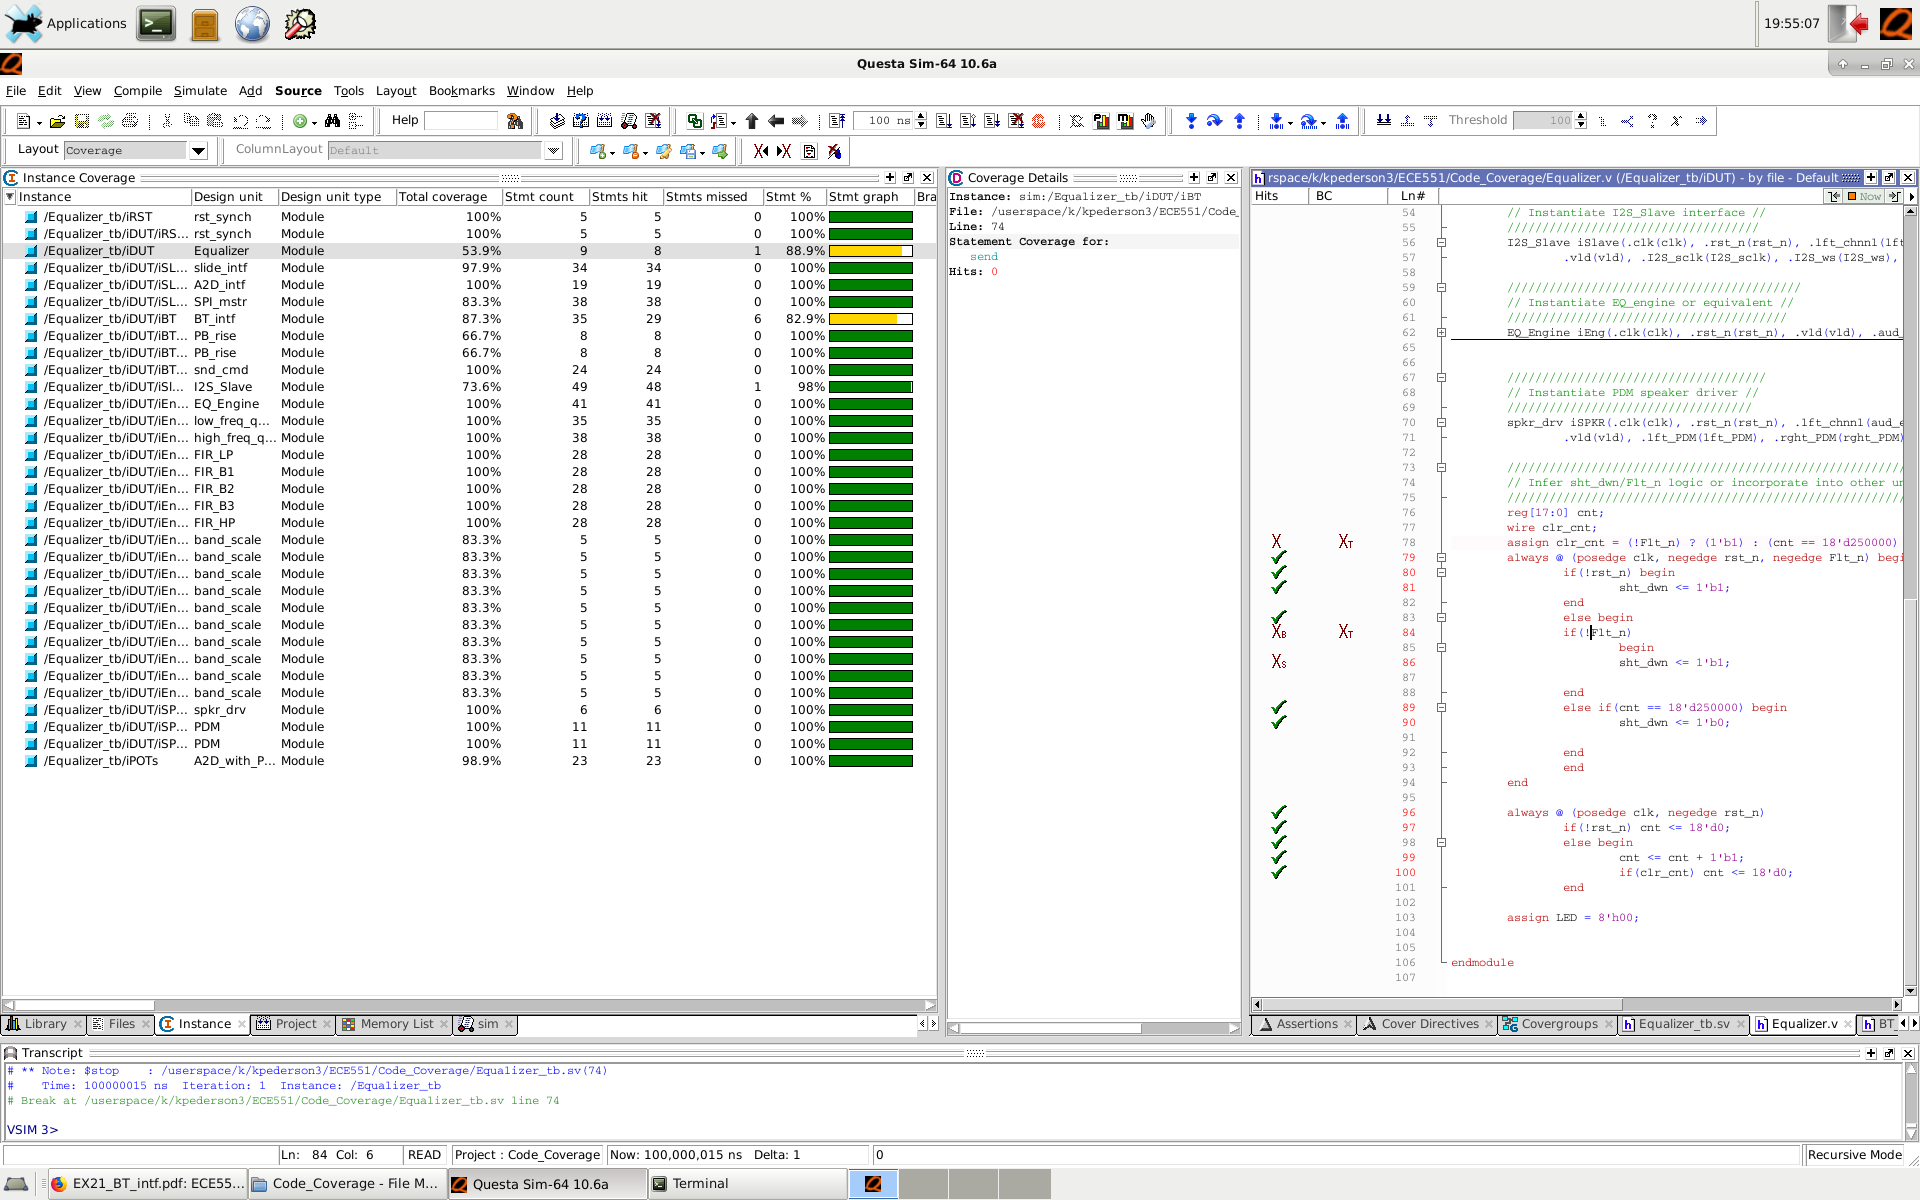 Applications
19:55:07
Questa Sim-64 10.6a
File Edit View Compile Simulate Add Source Tools Layout Bookmarks Window Help
Help 100 ns Threshold 100
Layout Coverage ColumnLayout Default
Instance Coverage
Instance Design unit Design unit type Total coverage Stmt count Stmts hit Stmts missed Stmt % Stmt graph Bra
/Equalizer_tb/iRST rst_synch Module 100% 5 5 0 100%
/Equalizer_tb/iDUT/iRS... rst_synch Module 100% 5 5 0 100%
/Equalizer_tb/iDUT Equalizer Module 53.9% 9 8 1 88.9%
/Equalizer_tb/iDUT/iSL... slide_intf Module 97.9% 34 34 0 100%
/Equalizer_tb/iDUT/iSL... A2D_intf Module 100% 19 19 0 100%
/Equalizer_tb/iDUT/iSL... SPI_mstr Module 83.3% 38 38 0 100%
/Equalizer_tb/iDUT/iBT BT_intf Module 87.3% 35 29 6 82.9%
/Equalizer_tb/iDUT/iBT... PB_rise Module 66.7% 8 8 0 100%
/Equalizer_tb/iDUT/iBT... PB_rise Module 66.7% 8 8 0 100%
/Equalizer_tb/iDUT/iBT... snd_cmd Module 100% 24 24 0 100%
/Equalizer_tb/iDUT/iSl... I2S_Slave Module 73.6% 49 48 1 98%
/Equalizer_tb/iDUT/iEn... EQ_Engine Module 100% 41 41 0 100%
/Equalizer_tb/iDUT/iEn... low_freq_q... Module 100% 35 35 0 100%
/Equalizer_tb/iDUT/iEn... high_freq_q... Module 100% 38 38 0 100%
/Equalizer_tb/iDUT/iEn... FIR_LP Module 100% 28 28 0 100%
/Equalizer_tb/iDUT/iEn... FIR_B1 Module 100% 28 28 0 100%
/Equalizer_tb/iDUT/iEn... FIR_B2 Module 100% 28 28 0 100%
/Equalizer_tb/iDUT/iEn... FIR_B3 Module 100% 28 28 0 100%
/Equalizer_tb/iDUT/iEn... FIR_HP Module 100% 28 28 0 100%
/Equalizer_tb/iDUT/iEn... band_scale Module 83.3% 5 5 0 100%
/Equalizer_tb/iDUT/iEn... band_scale Module 83.3% 5 5 0 100%
/Equalizer_tb/iDUT/iEn... band_scale Module 83.3% 5 5 0 100%
/Equalizer_tb/iDUT/iEn... band_scale Module 83.3% 5 5 0 100%
/Equalizer_tb/iDUT/iEn... band_scale Module 83.3% 5 5 0 100%
/Equalizer_tb/iDUT/iEn... band_scale Module 83.3% 5 5 0 100%
/Equalizer_tb/iDUT/iEn... band_scale Module 83.3% 5 5 0 100%
/Equalizer_tb/iDUT/iEn... band_scale Module 83.3% 5 5 0 100%
/Equalizer_tb/iDUT/iEn... band_scale Module 83.3% 5 5 0 100%
/Equalizer_tb/iDUT/iEn... band_scale Module 83.3% 5 5 0 100%
/Equalizer_tb/iDUT/iSP... spkr_drv Module 100% 6 6 0 100%
/Equalizer_tb/iDUT/iSP... PDM Module 100% 11 11 0 100%
/Equalizer_tb/iDUT/iSP... PDM Module 100% 11 11 0 100%
/Equalizer_tb/iPOTs A2D_with_P... Module 98.9% 23 23 0 100%
Library Files Instance Project Memory List sim
Coverage Details
Instance: sim:/Equalizer_tb/iDUT/iBT
File: /userspace/k/kpederson3/ECE551/Code_
Line: 74
Statement Coverage for:
send
Hits: 0
rspace/k/kpederson3/ECE551/Code_Coverage/Equalizer.v (/Equalizer_tb/iDUT) - by file - Default
Hits BC Ln# Now
54 // Instantiate I2S_Slave interface //
55 ////////////////////////////////////
56 I2S_Slave iSlave(.clk(clk), .rst_n(rst_n), .lft_chnnl(lft
57 .vld(vld), .I2S_sclk(I2S_sclk), .I2S_ws(I2S_ws),
58
59 //////////////////////////////////////////
60 // Instantiate EQ_engine or equivalent //
61 ////////////////////////////////////////
62 EQ_Engine iEng(.clk(clk), .rst_n(rst_n), .vld(vld), .aud_
65
66
67 /////////////////////////////////////
68 // Instantiate PDM speaker driver //
69 ///////////////////////////////////
70 spkr_drv iSPKR(.clk(clk), .rst_n(rst_n), .lft_chnnl(aud_o
71 .vld(vld), .lft_PDM(lft_PDM), .rght_PDM(rght_PDM)
72
73 /////////////////////////////////////////////////////////
74 // Infer sht_dwn/Flt_n logic or incorporate into other un
75 /////////////////////////////////////////////////////////
76 reg[17:0] cnt;
77 wire clr_cnt;
X XT 78 assign clr_cnt = (!Flt_n) ? (1'b1) : (cnt == 18'd250000)
79 always @ (posedge clk, negedge rst_n, negedge Flt_n) begi
80 if(!rst_n) begin
81 sht_dwn <= 1'b1;
82 end
83 else begin
XB XT 84 if(!Flt_n)
85 begin
XS 86 sht_dwn <= 1'b1;
87
88 end
89 else if(cnt == 18'd250000) begin
90 sht_dwn <= 1'b0;
91
92 end
93 end
94 end
95
96 always @ (posedge clk, negedge rst_n)
97 if(!rst_n) cnt <= 18'd0;
98 else begin
99 cnt <= cnt + 1'b1;
100 if(clr_cnt) cnt <= 18'd0;
101 end
102
103 assign LED = 8'h00;
104
105
106 endmodule
107
Assertions Cover Directives Covergroups Equalizer_tb.sv Equalizer.v BT_
Transcript
# ** Note: $stop : /userspace/k/kpederson3/ECE551/Code_Coverage/Equalizer_tb.sv(74)
# Time: 100000015 ns Iteration: 1 Instance: /Equalizer_tb
# Break at /userspace/k/kpederson3/ECE551/Code_Coverage/Equalizer_tb.sv line 74
VSIM 3>
Ln: 84 Col: 6 READ Project : Code_Coverage Now: 100,000,015 ns Delta: 1 0 Recursive Mode
EX21_BT_intf.pdf: ECE55... Code_Coverage - File M... Questa Sim-64 10.6a Terminal